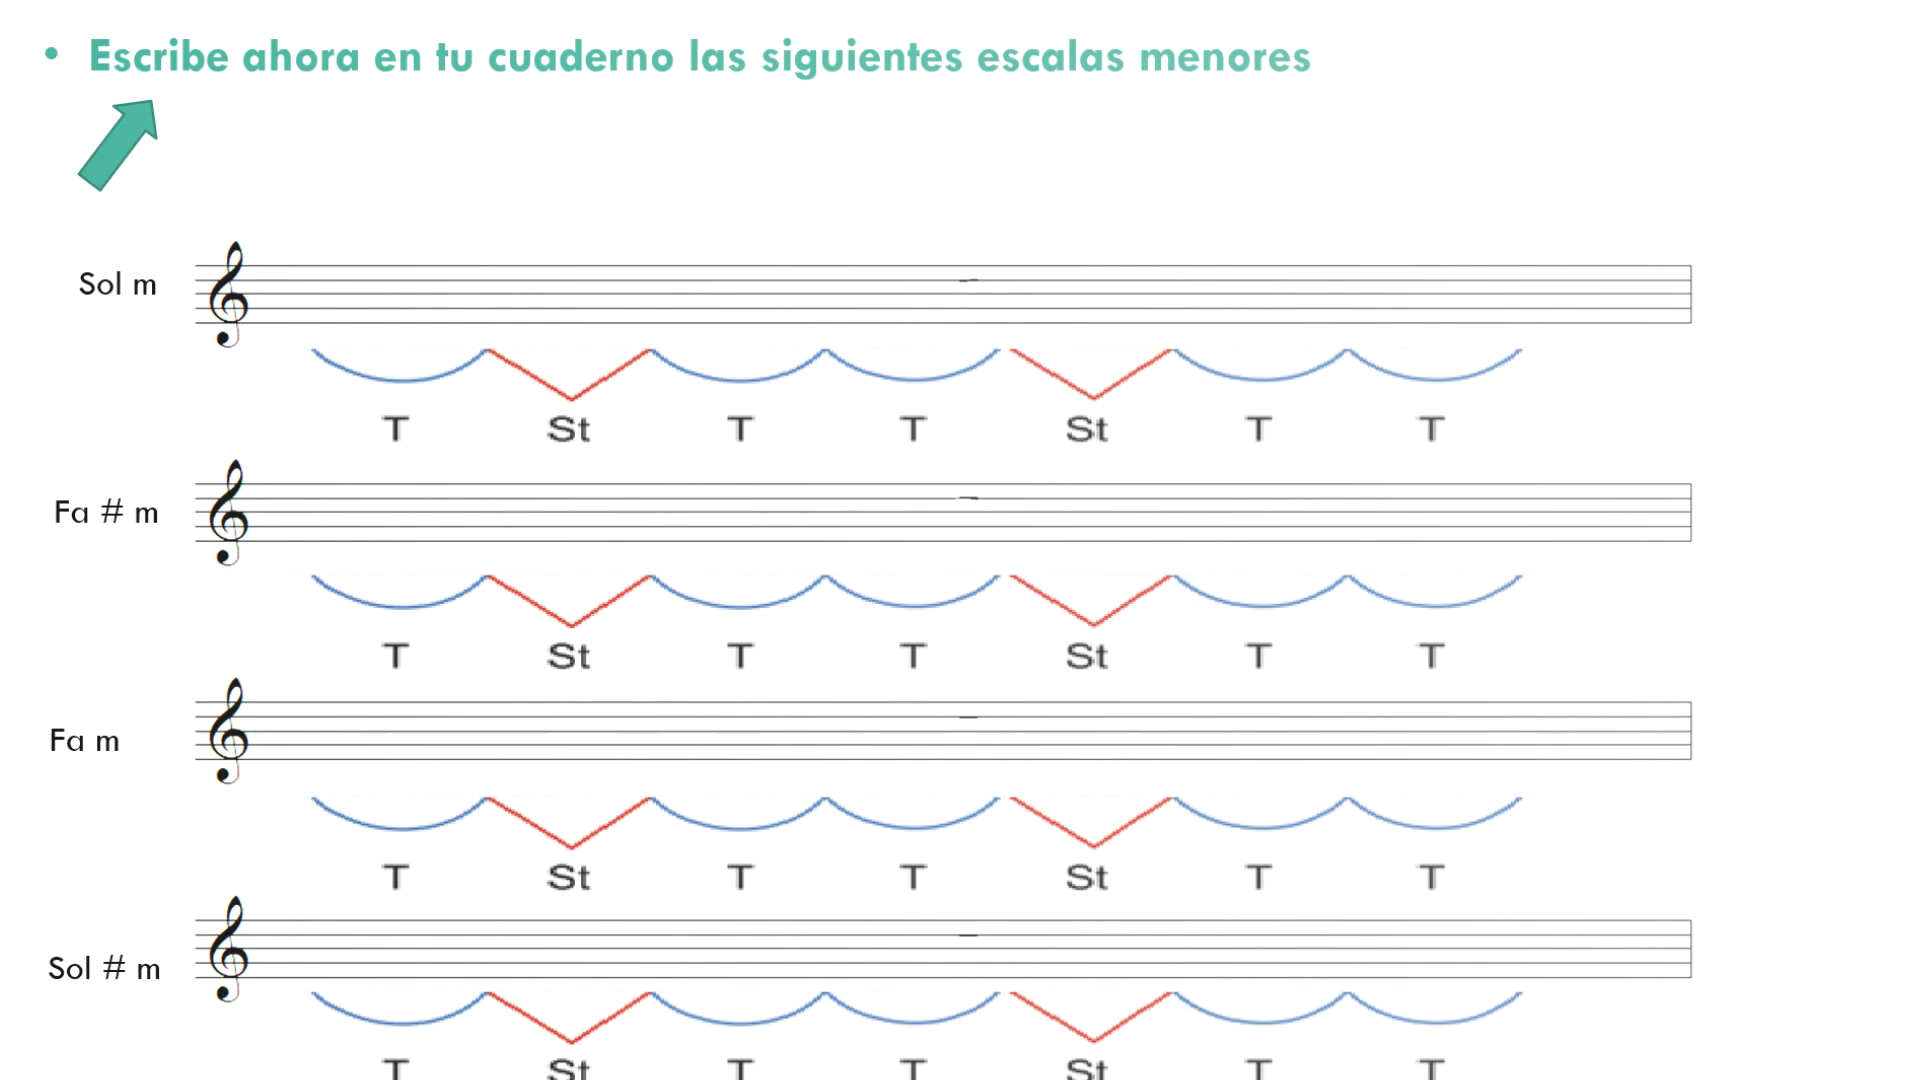 • Escribe ahora en tu cuaderno las siguientes escalas menores
Sol m
T St T T St T T
Fa # m
T St T T St T T
Fa m
T St T T St T T
Sol # m
T St T T St T T